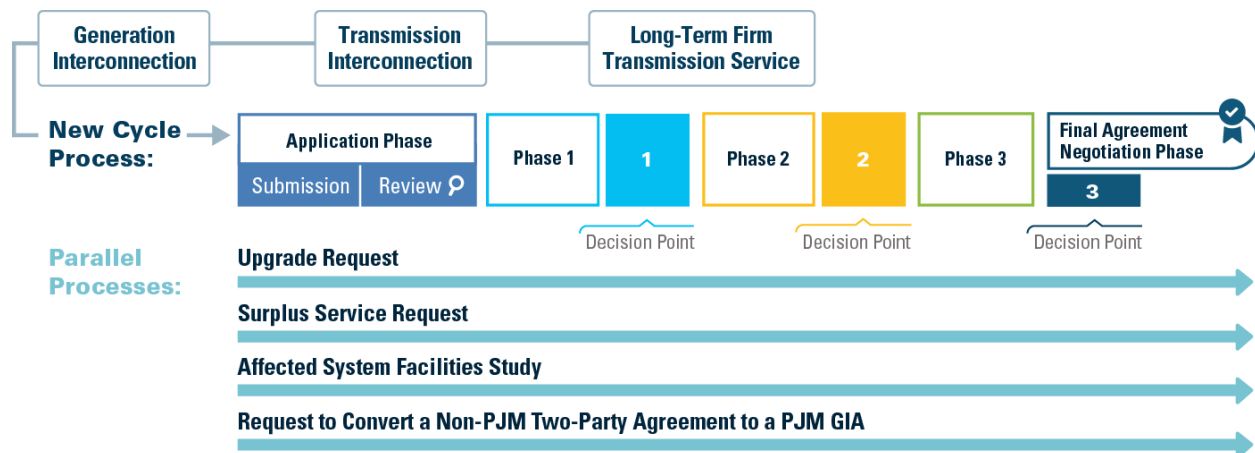 Generation
Interconnection
Transmission
Interconnection
Long-Term Firm
Transmission Service
New Cycle
Process:
Application Phase
Submission
Review
Phase 1
1
Phase 2
2
Phase 3
Final Agreement
Negotiation Phase
3
Decision Point
Decision Point
Decision Point
Parallel
Processes:
Upgrade Request
Surplus Service Request
Affected System Facilities Study
Request to Convert a Non-PJM Two-Party Agreement to a PJM GIA